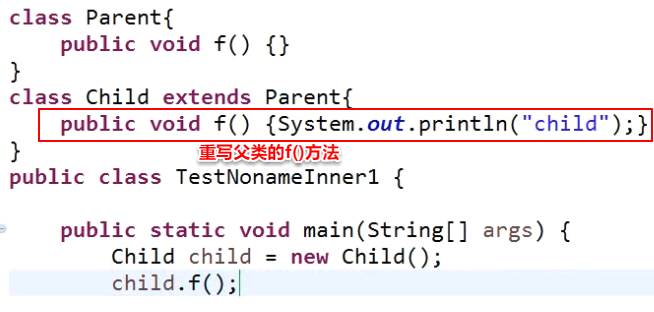 class Parent{
    public void f() {}
}
class Child extends Parent{
    public void f() {System.out.println("child");}
重写父类的f()方法
}
public class TestNonameInner1 {
    public static void main(String[] args) {
        Child child = new Child();
        child.f();